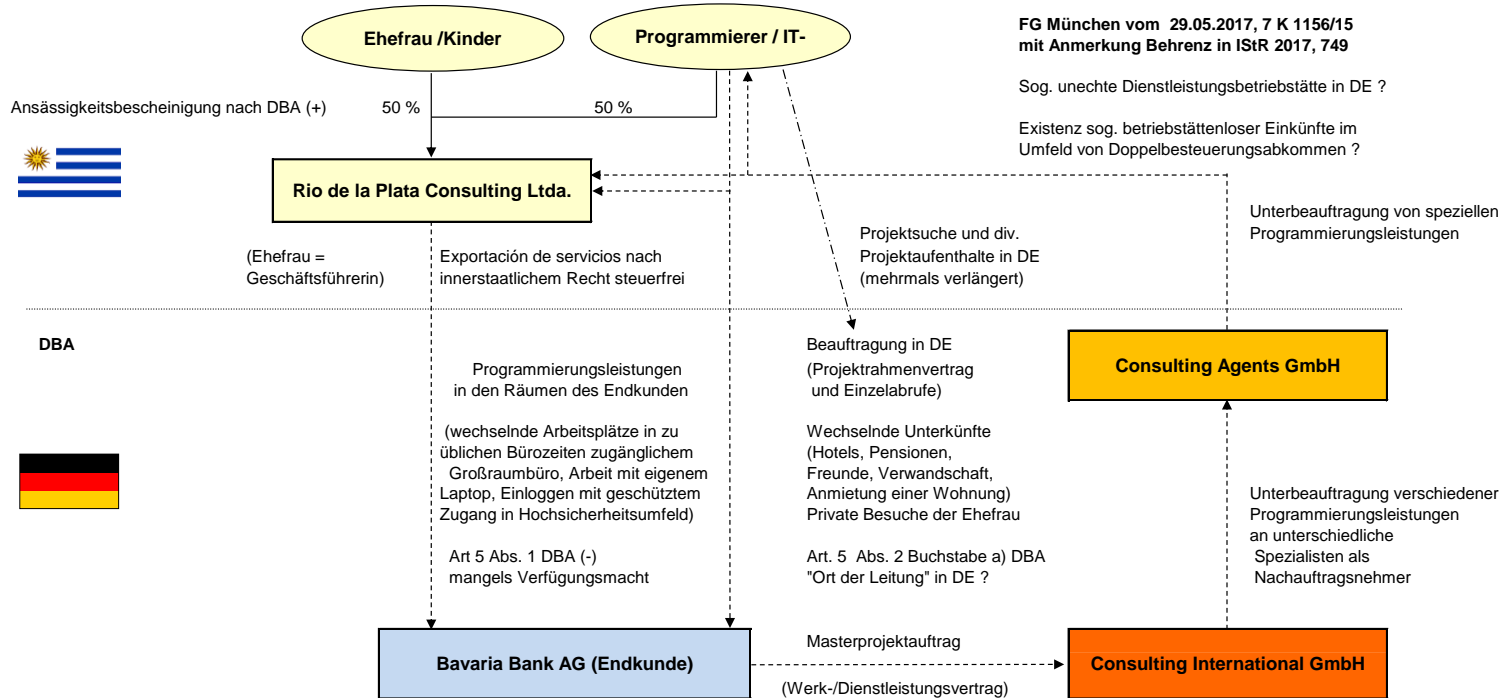 Ehefrau /Kinder
Programmierer / IT-
FG München vom 29.05.2017, 7 K 1156/15
mit Anmerkung Behrenz in IStR 2017, 749
Sog. unechte Dienstleistungsbetriebstätte in DE ?
Existenz sog. betriebstättenloser Einkünfte im
Umfeld von Doppelbesteuerungsabkommen ?
Ansässigkeitsbescheinigung nach DBA (+)
50 %
50 %
Rio de la Plata Consulting Ltda.
(Ehefrau =
Geschäftsführerin)
Exportación de servicios nach
innerstaatlichem Recht steuerfrei
Projektsuche und div.
Projektaufenthalte in DE
(mehrmals verlängert)
Unterbeauftragung von speziellen
Programmierungsleistungen
DBA
Programmierungsleistungen
in den Räumen des Endkunden
(wechselnde Arbeitsplätze in zu
üblichen Bürozeiten zugänglichem
Großraumbüro, Arbeit mit eigenem
Laptop, Einloggen mit geschütztem
Zugang in Hochsicherheitsumfeld)
Art 5 Abs. 1 DBA (-)
mangels Verfügungsmacht
Beauftragung in DE
(Projektrahmenvertrag
und Einzelabrufe)
Wechselnde Unterkünfte
(Hotels, Pensionen,
Freunde, Verwandschaft,
Anmietung einer Wohnung)
Private Besuche der Ehefrau
Art. 5 Abs. 2 Buchstabe a) DBA
"Ort der Leitung" in DE ?
Consulting Agents GmbH
Unterbeauftragung verschiedener
Programmierungsleistungen
an unterschiedliche
Spezialisten als
Nachauftragsnehmer
Bavaria Bank AG (Endkunde)
Masterprojektauftrag
(Werk-/Dienstleistungsvertrag)
Consulting International GmbH